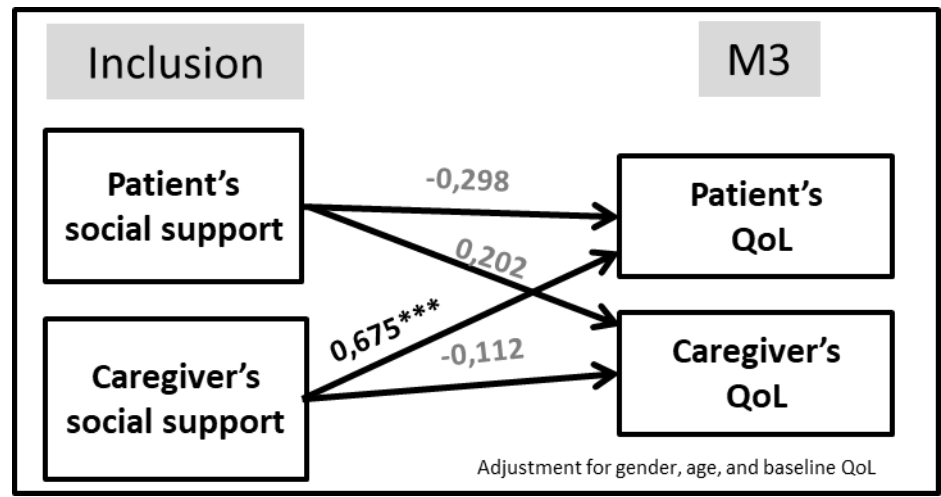 Inclusion
M3
Patient's
social support
-0,298
Patient's
QoL
0,202
0,675***
Caregiver's
social support
-0,112
Caregiver's
QoL
Adjustment for gender, age, and baseline QoL